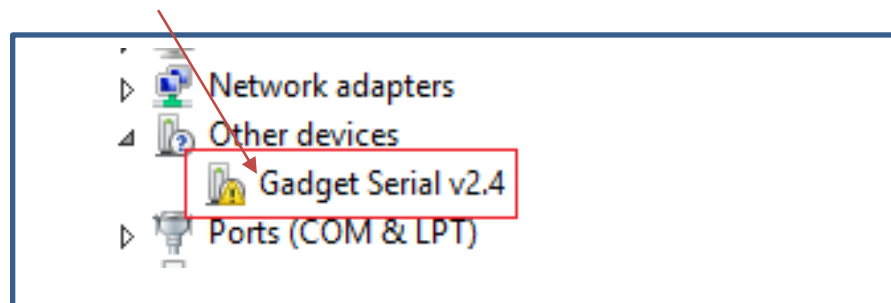 Network adapters
Other devices
Gadget Serial v2.4
Ports (COM & LPT)